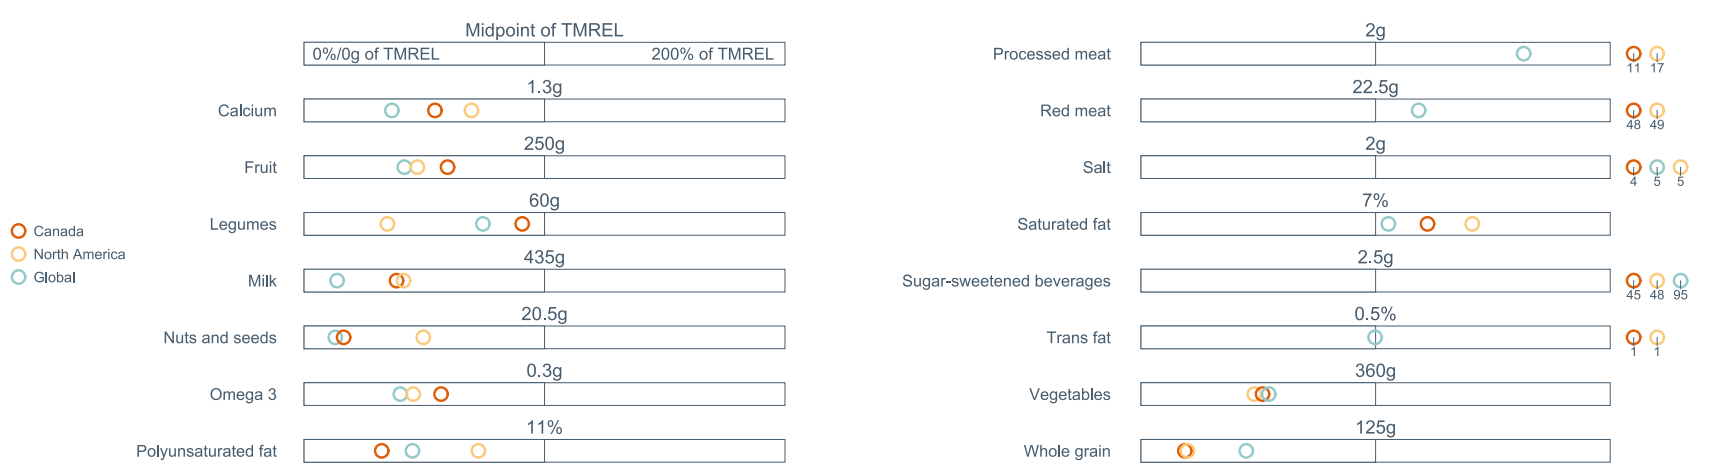 Midpoint of TMREL
0%/0g of TMREL 200% of TMREL
1.3g
Calcium
250g
Fruit
60g
Legumes
435g
Milk
20.5g
Nuts and seeds
0.3g
Omega 3
11%
Polyunsaturated fat
Canada
North America
Global
2g
Processed meat
11 17
22.5g
Red meat
48 49
2g
Salt
4 5 5
7%
Saturated fat
2.5g
Sugar-sweetened beverages
45 48 95
0.5%
Trans fat
1 1
360g
Vegetables
125g
Whole grain